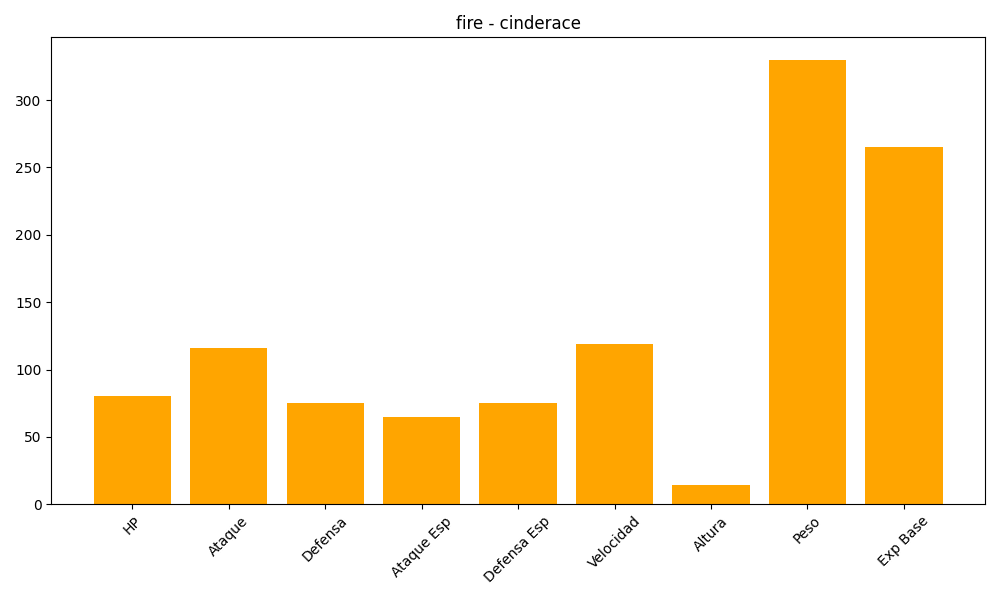 fire - cinderace
300
250
200
150
100
50
0
HP
Ataque
Defensa
Ataque Esp
Defensa Esp
Velocidad
Altura
Peso
Exp Base